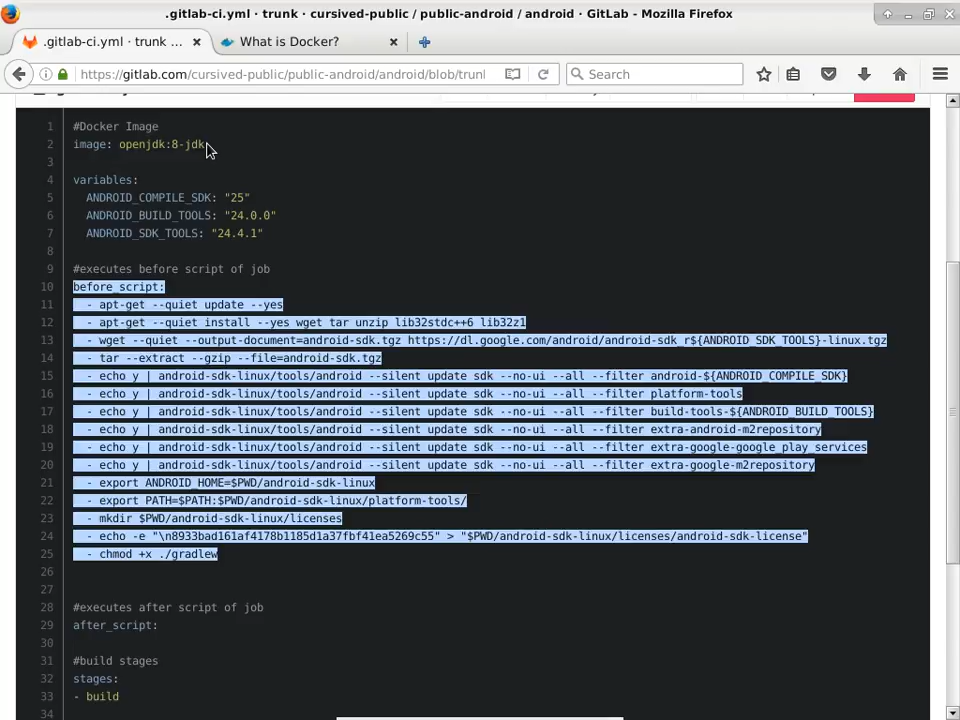 .gitlab-ci.yml · trunk · cursived-public / public-android / android · GitLab - Mozilla Firefox
.gitlab-ci.yml · trunk ...
What is Docker?
https://gitlab.com/cursived-public/public-android/android/blob/trunl
Search
1 #Docker Image
2 image: openjdk:8-jdk
3
4 variables:
5 ANDROID_COMPILE_SDK: "25"
6 ANDROID_BUILD_TOOLS: "24.0.0"
7 ANDROID_SDK_TOOLS: "24.4.1"
8
9 #executes before script of job
10 before_script:
11 - apt-get --quiet update --yes
12 - apt-get --quiet install --yes wget tar unzip lib32stdc++6 lib32z1
13 - wget --quiet --output-document=android-sdk.tgz https://dl.google.com/android/android-sdk_r${ANDROID_SDK_TOOLS}-linux.tgz
14 - tar --extract --gzip --file=android-sdk.tgz
15 - echo y | android-sdk-linux/tools/android --silent update sdk --no-ui --all --filter android-${ANDROID_COMPILE_SDK}
16 - echo y | android-sdk-linux/tools/android --silent update sdk --no-ui --all --filter platform-tools
17 - echo y | android-sdk-linux/tools/android --silent update sdk --no-ui --all --filter build-tools-${ANDROID_BUILD_TOOLS}
18 - echo y | android-sdk-linux/tools/android --silent update sdk --no-ui --all --filter extra-android-m2repository
19 - echo y | android-sdk-linux/tools/android --silent update sdk --no-ui --all --filter extra-google-google_play_services
20 - echo y | android-sdk-linux/tools/android --silent update sdk --no-ui --all --filter extra-google-m2repository
21 - export ANDROID_HOME=$PWD/android-sdk-linux
22 - export PATH=$PATH:$PWD/android-sdk-linux/platform-tools/
23 - mkdir $PWD/android-sdk-linux/licenses
24 - echo -e "\n8933bad161af4178b1185d1a37fbf41ea5269c55" > "$PWD/android-sdk-linux/licenses/android-sdk-license"
25 - chmod +x ./gradlew
26
27
28 #executes after script of job
29 after_script:
30
31 #build stages
32 stages:
33 - build
34